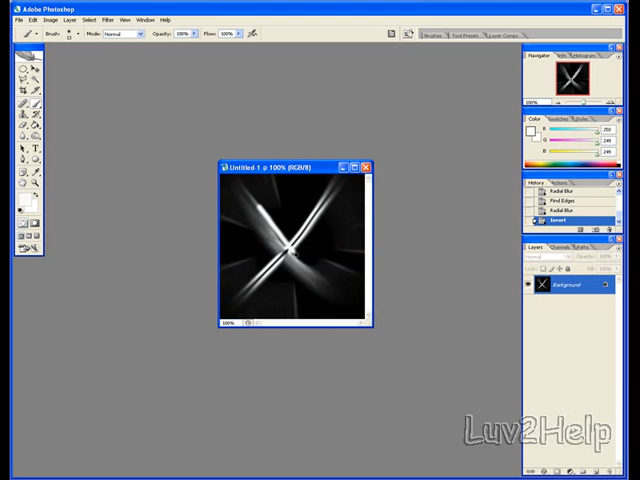 Adobe Photoshop
File Edit Image Layer Select Filter View Window Help
Brush: 13 Mode: Normal Opacity: 100% Flow: 100% Brushes Tool Presets Layer Comps
Untitled-1 @ 100% (RGB/8)
100%
Navigator Info Histogram
100%
Color Swatches Styles
R 250
G 249
B 249
History Actions
Radial Blur
Find Edges
Radial Blur
Invert
Layers Channels Paths
Normal Opacity: 100%
Lock: Fill: 100%
Background
Luv2Help